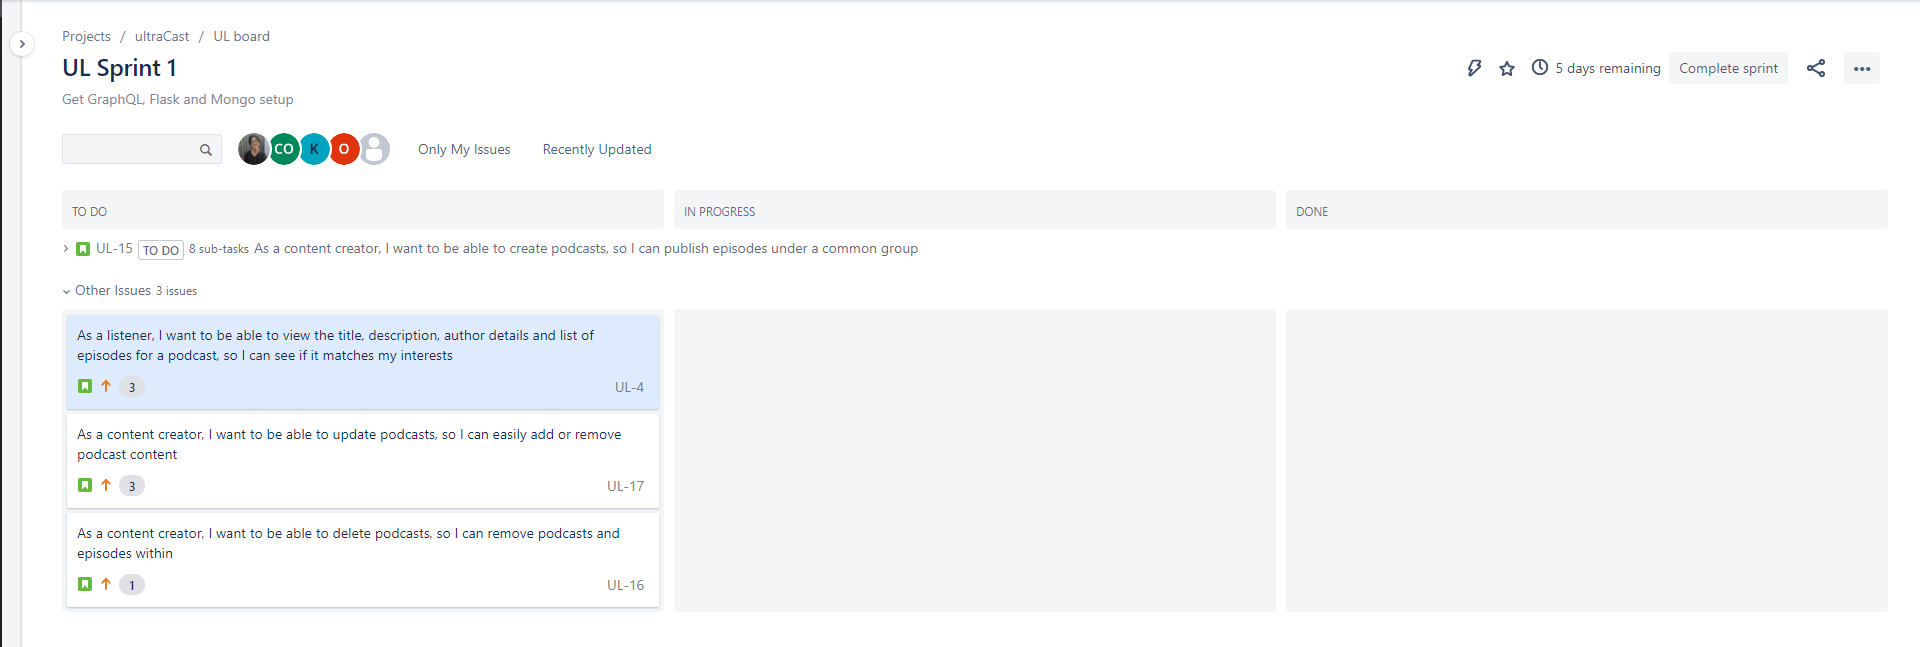 Projects / ultraCast / UL board
UL Sprint 1
5 days remaining
Complete sprint
Get GraphQL, Flask and Mongo setup
CO
K
O
Only My Issues
Recently Updated
TO DO
IN PROGRESS
DONE
UL-15 TO DO 8 sub-tasks As a content creator, I want to be able to create podcasts, so I can publish episodes under a common group
Other Issues 3 issues
As a listener, I want to be able to view the title, description, author details and list of
episodes for a podcast, so I can see if it matches my interests
3
UL-4
As a content creator, I want to be able to update podcasts, so I can easily add or remove
podcast content
3
UL-17
As a content creator, I want to be able to delete podcasts, so I can remove podcasts and
episodes within
1
UL-16